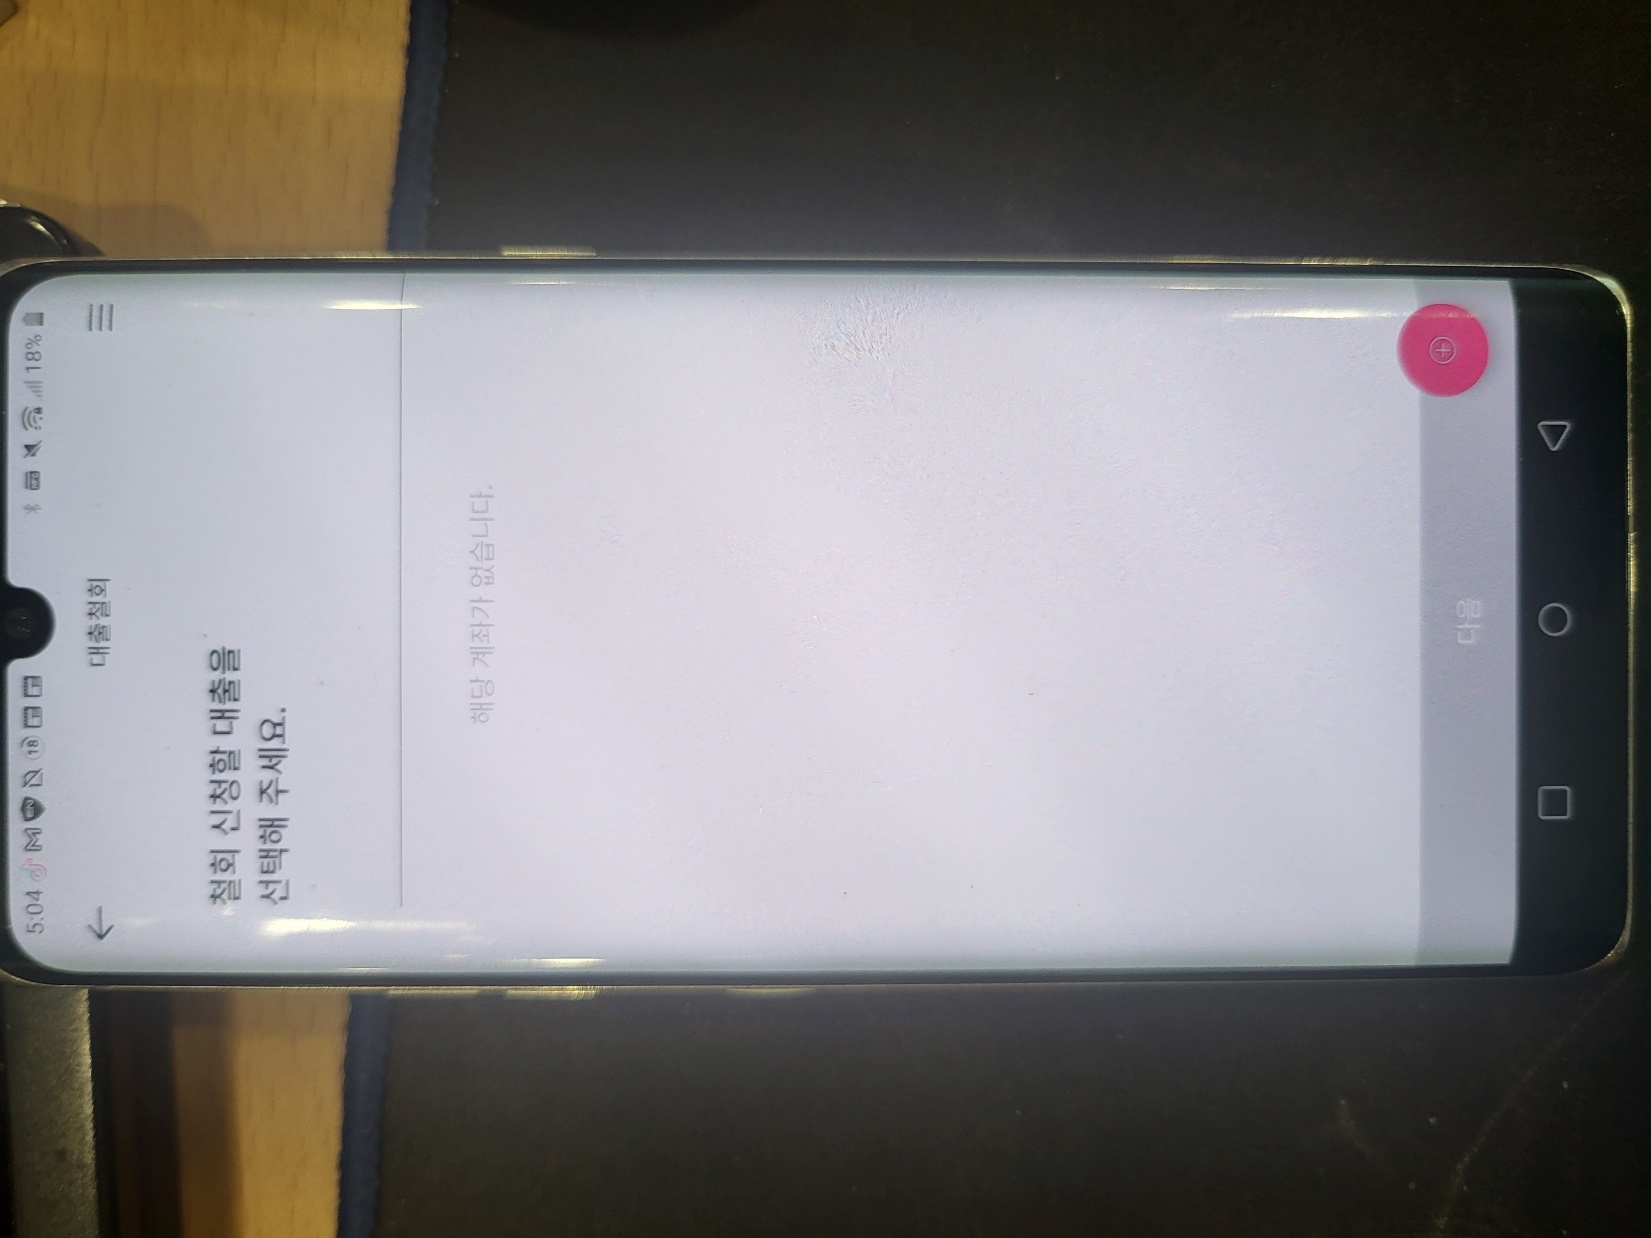 5:04 18 18%
대출철회
철회 신청할 대출을
선택해 주세요.
해당 계좌가 없습니다.
다음